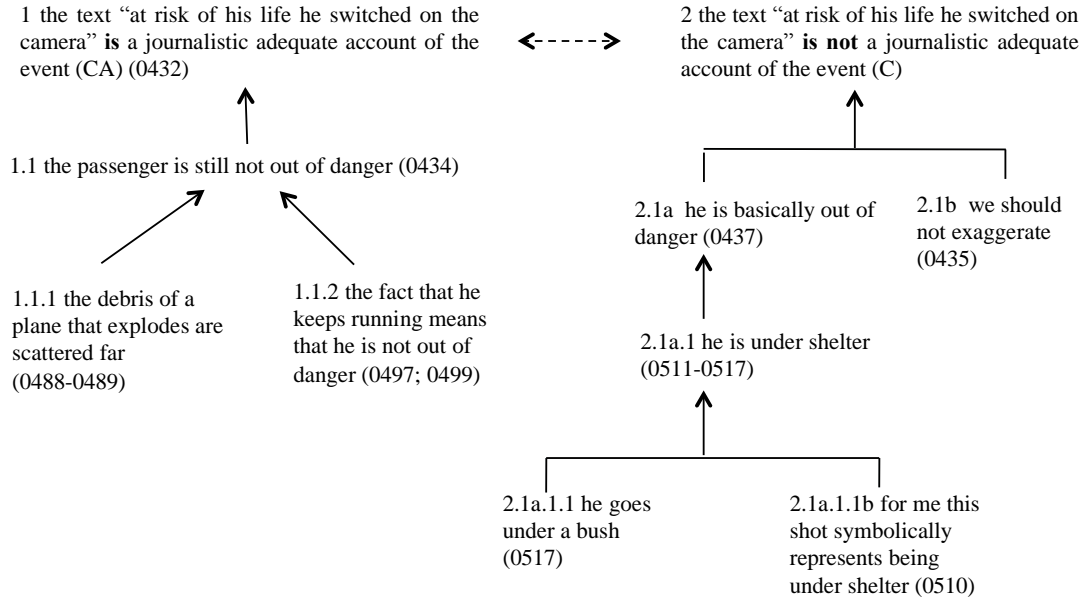 1 the text “at risk of his life he switched on the
camera” is a journalistic adequate account of the
event (CA) (0432)
2 the text “at risk of his life he switched on
the camera” is not a journalistic adequate
account of the event (C)
1.1 the passenger is still not out of danger (0434)
2.1a he is basically out of
danger (0437)
2.1b we should
not exaggerate
(0435)
1.1.1 the debris of a
plane that explodes are
scattered far
(0488-0489)
1.1.2 the fact that he
keeps running means
that he is not out of
danger (0497; 0499)
2.1a.1 he is under shelter
(0511-0517)
2.1a.1.1 he goes
under a bush
(0517)
2.1a.1.1b for me this
shot symbolically
represents being
under shelter (0510)